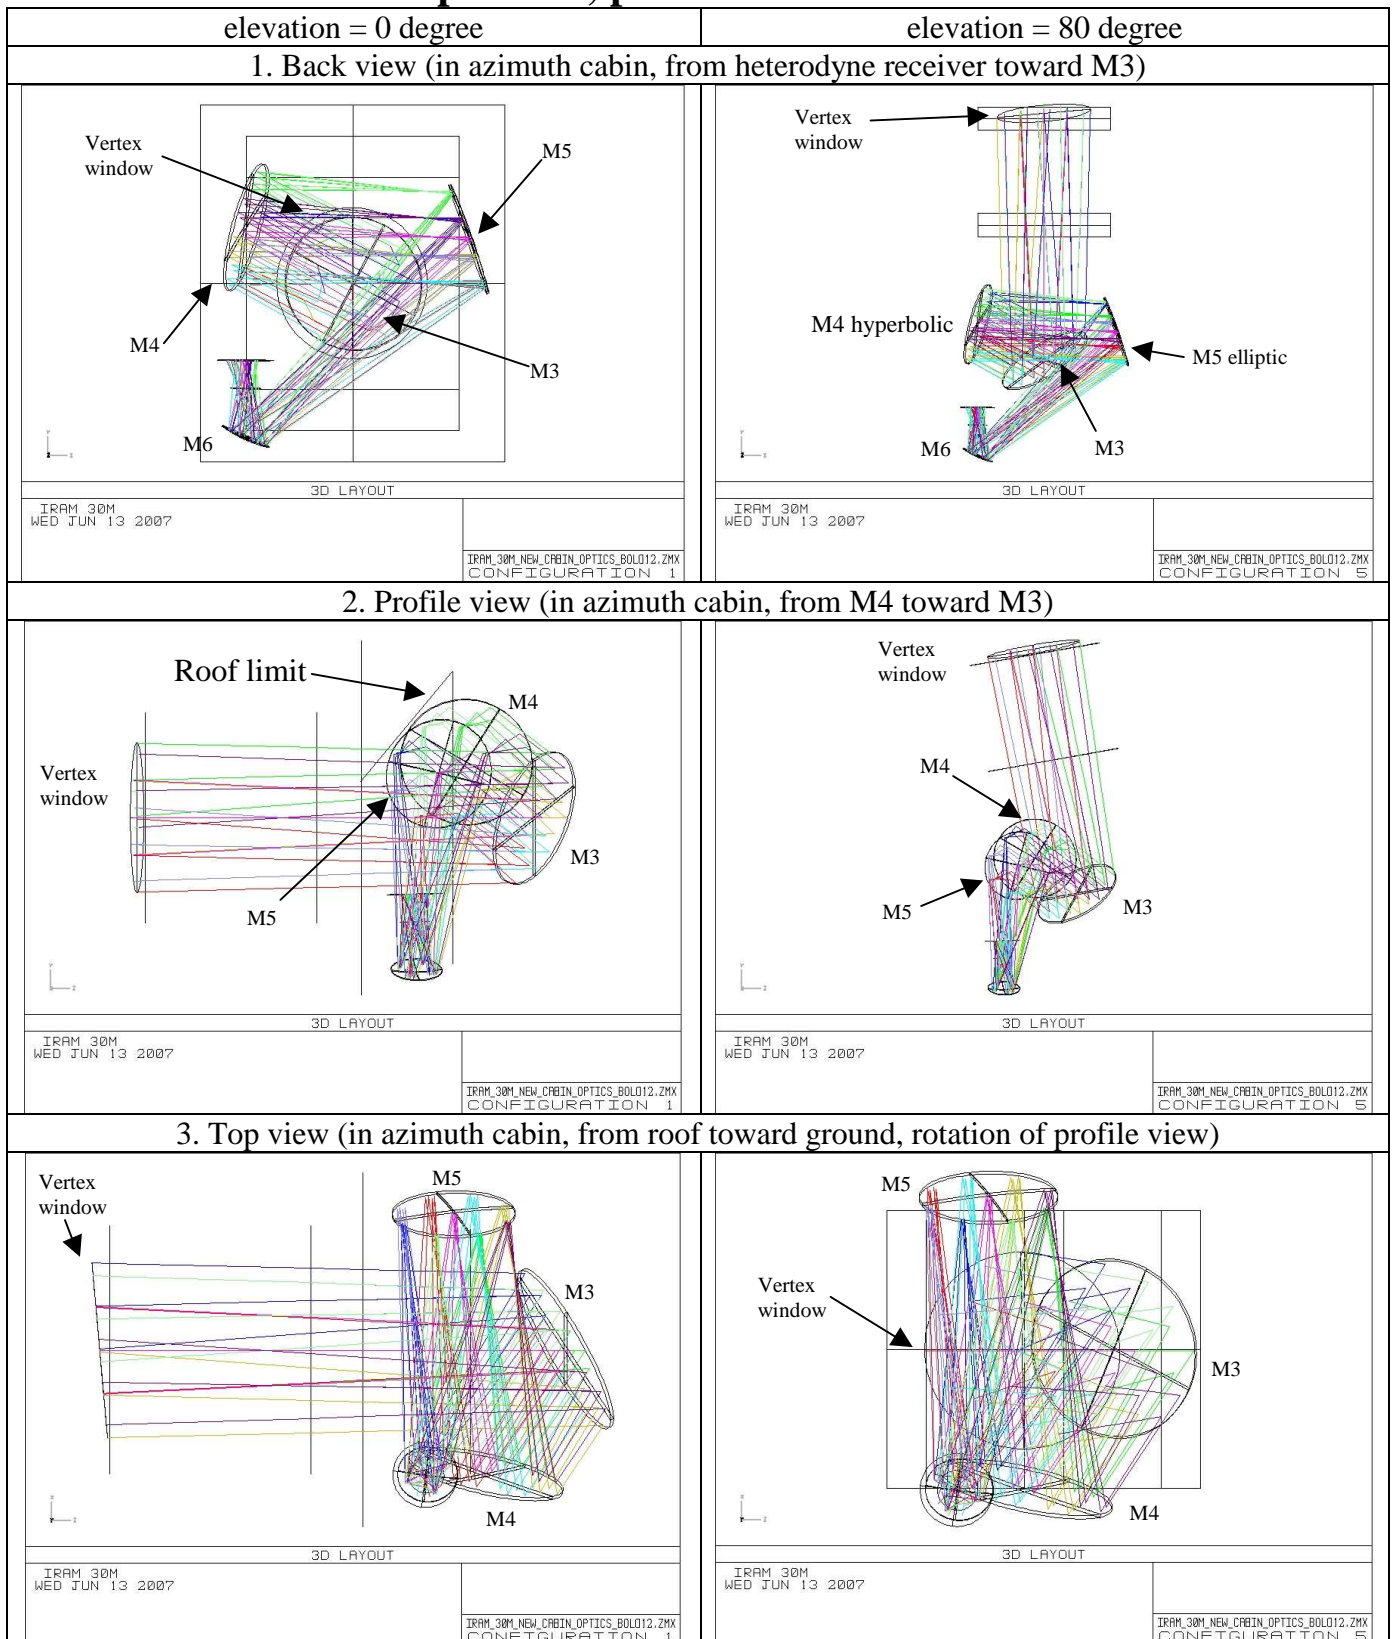 elevation = 0 degree
elevation = 80 degree
1. Back view (in azimuth cabin, from heterodyne receiver toward M3)
Vertex
window
M5
M4
M3
M6
3D LAYOUT
IRAM 30M
WED JUN 13 2007
IRAM_30M_NEW_CABIN_OPTICS_BOLO12.ZMX
CONFIGURATION 1
Vertex
window
M4 hyperbolic
M5 elliptic
M6
M3
3D LAYOUT
IRAM 30M
WED JUN 13 2007
IRAM_30M_NEW_CABIN_OPTICS_BOLO12.ZMX
CONFIGURATION 5
2. Profile view (in azimuth cabin, from M4 toward M3)
Roof limit
M4
Vertex
window
M3
M5
3D LAYOUT
IRAM 30M
WED JUN 13 2007
IRAM_30M_NEW_CABIN_OPTICS_BOLO12.ZMX
CONFIGURATION 1
Vertex
window
M4
M5
M3
3D LAYOUT
IRAM 30M
WED JUN 13 2007
IRAM_30M_NEW_CABIN_OPTICS_BOLO12.ZMX
CONFIGURATION 5
3. Top view (in azimuth cabin, from roof toward ground, rotation of profile view)
Vertex
window
M5
M3
M4
3D LAYOUT
IRAM 30M
WED JUN 13 2007
IRAM_30M_NEW_CABIN_OPTICS_BOLO12.ZMX
CONFIGURATION 1
M5
Vertex
window
M3
M4
3D LAYOUT
IRAM 30M
WED JUN 13 2007
IRAM_30M_NEW_CABIN_OPTICS_BOLO12.ZMX
CONFIGURATION 5